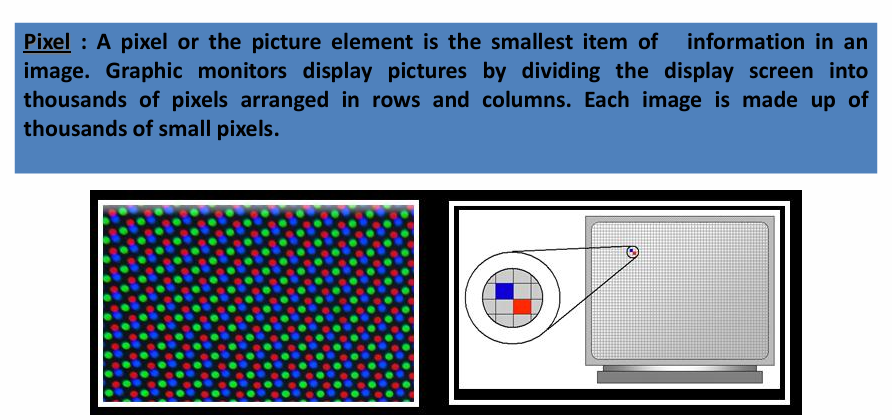 Pixel : A pixel or the picture element is the smallest item of information in an
image. Graphic monitors display pictures by dividing the display screen into
thousands of pixels arranged in rows and columns. Each image is made up of
thousands of small pixels.